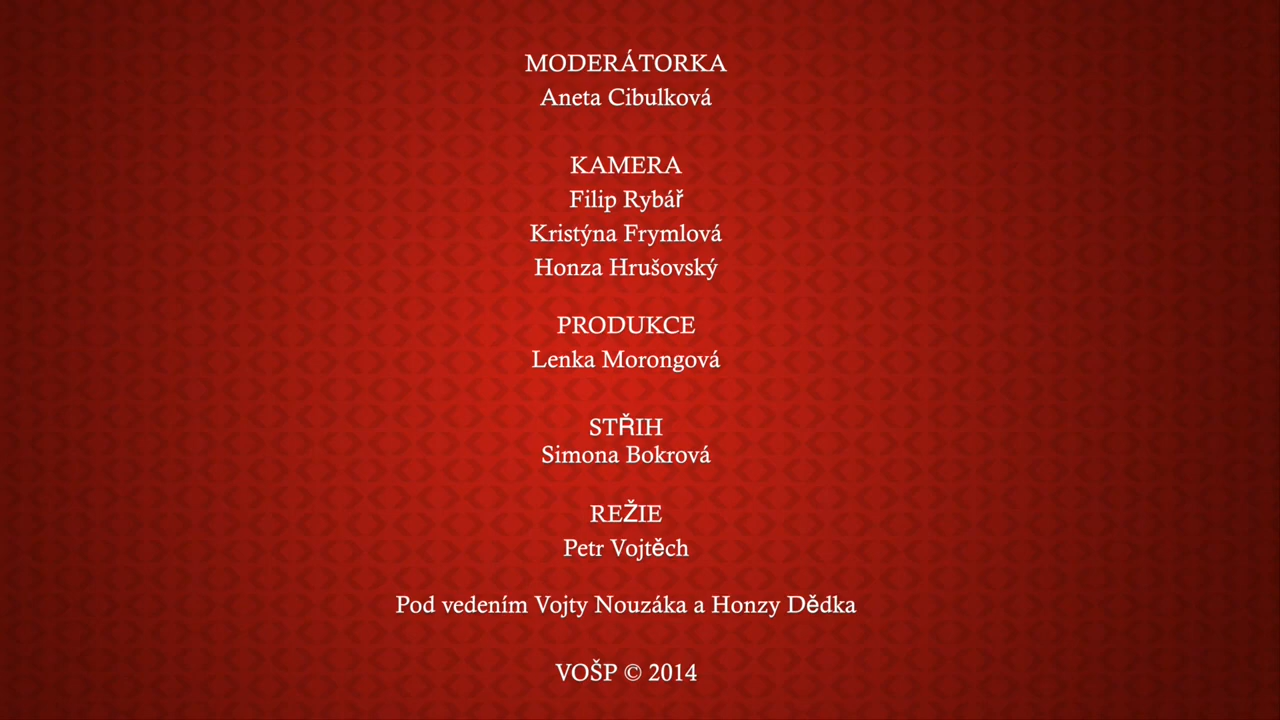 MODERÁTORKA
Aneta Cibulková
KAMERA
Filip Rybář
Kristýna Frymlová
Honza Hrušovský
PRODUKCE
Lenka Morongová
STŘIH
Simona Bokrová
REŽIE
Petr Vojtěch
Pod vedením Vojty Nouzáka a Honzy Dědka
VOŠP © 2014